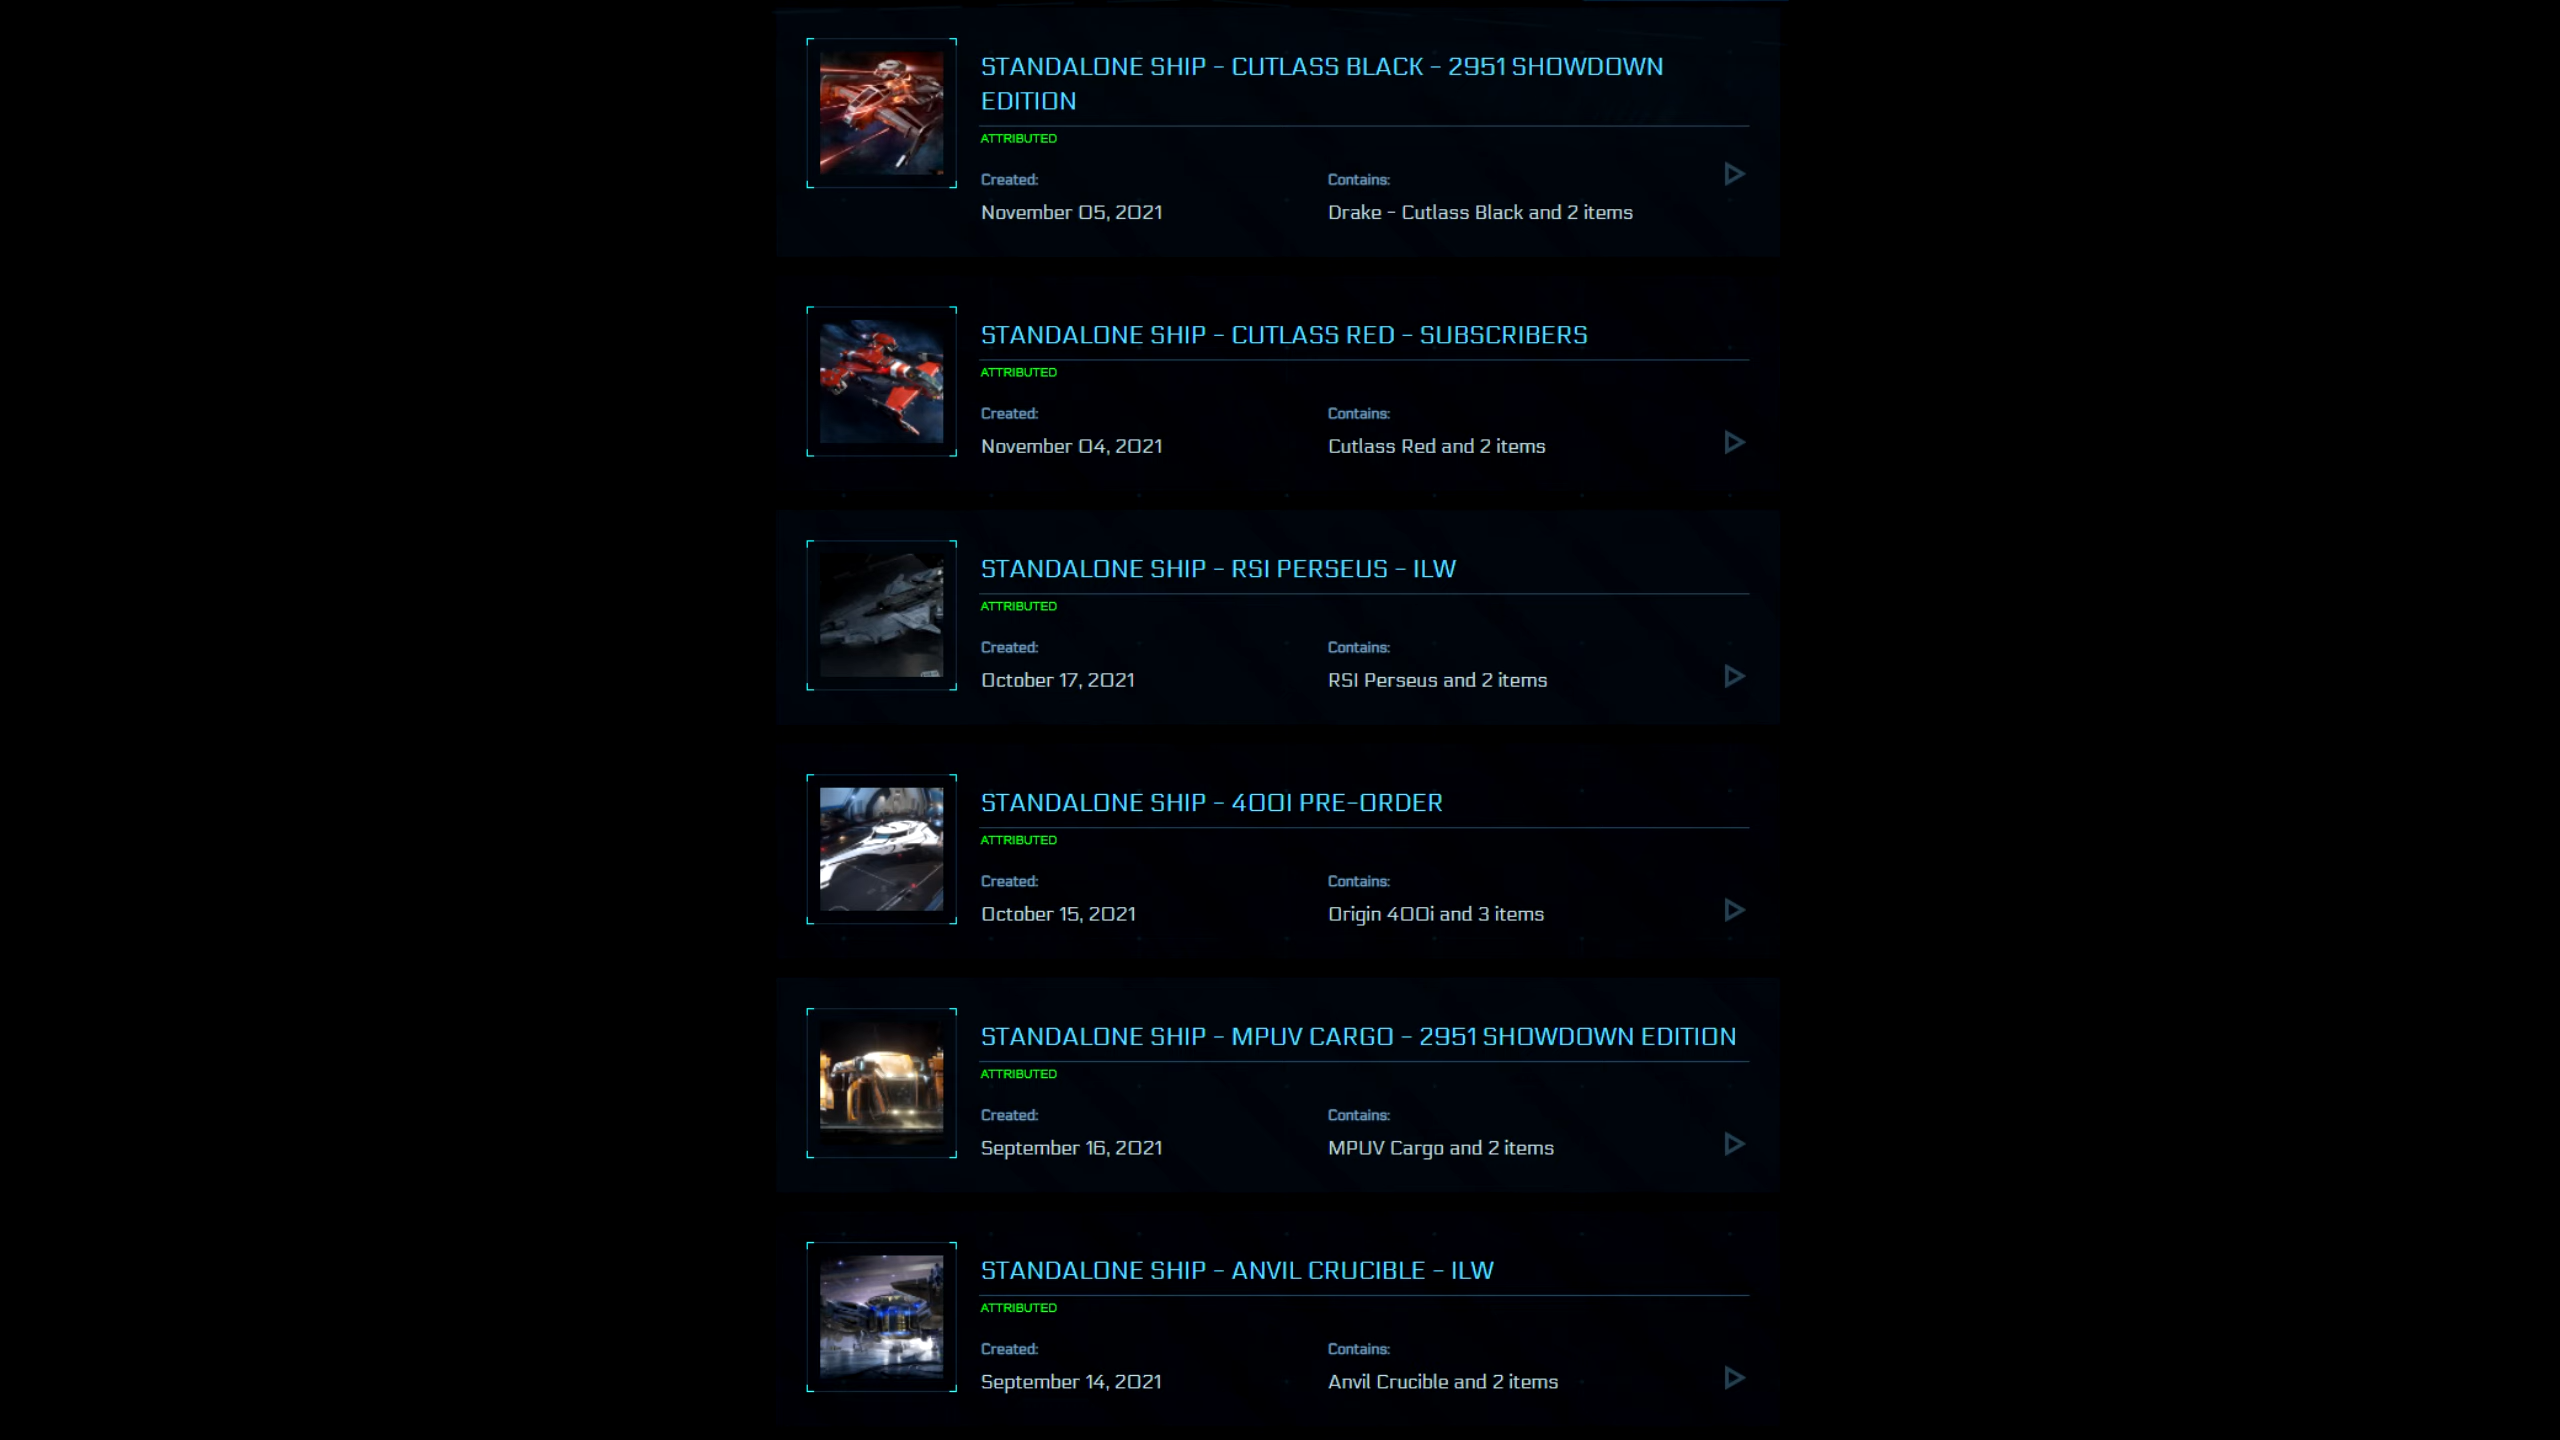 STANDALONE SHIP - CUTLASS BLACK - 2951 SHOWDOWN
EDITION
ATTRIBUTED
Created:
Contains:
November 05, 2021
Drake - Cutlass Black and 2 items
STANDALONE SHIP - CUTLASS RED - SUBSCRIBERS
ATTRIBUTED
Created:
Contains:
November 04, 2021
Cutlass Red and 2 items
STANDALONE SHIP - RSI PERSEUS - ILW
ATTRIBUTED
Created:
Contains:
October 17, 2021
RSI Perseus and 2 items
STANDALONE SHIP - 400I PRE-ORDER
ATTRIBUTED
Created:
Contains:
October 15, 2021
Origin 400i and 3 items
STANDALONE SHIP - MPUV CARGO - 2951 SHOWDOWN EDITION
ATTRIBUTED
Created:
Contains:
September 16, 2021
MPUV Cargo and 2 items
STANDALONE SHIP - ANVIL CRUCIBLE - ILW
ATTRIBUTED
Created:
Contains:
September 14, 2021
Anvil Crucible and 2 items